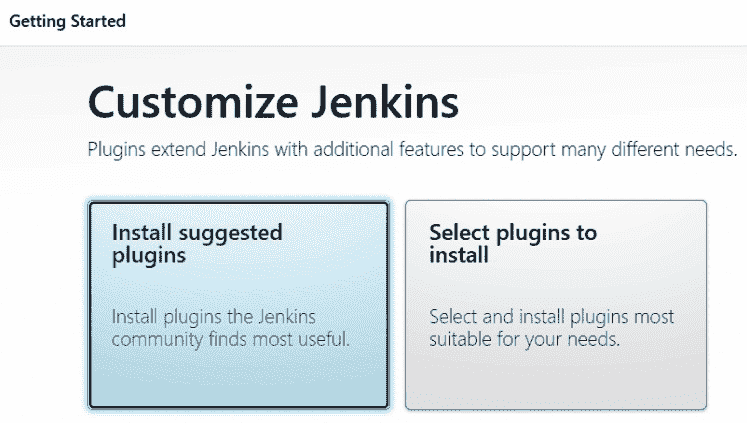 Getting Started
Customize Jenkins
Plugins extend Jenkins with additional features to support many different needs.
Install suggested
plugins
Install plugins the Jenkins
community finds most useful.
Select plugins to
install
Select and install plugins most
suitable for your needs.